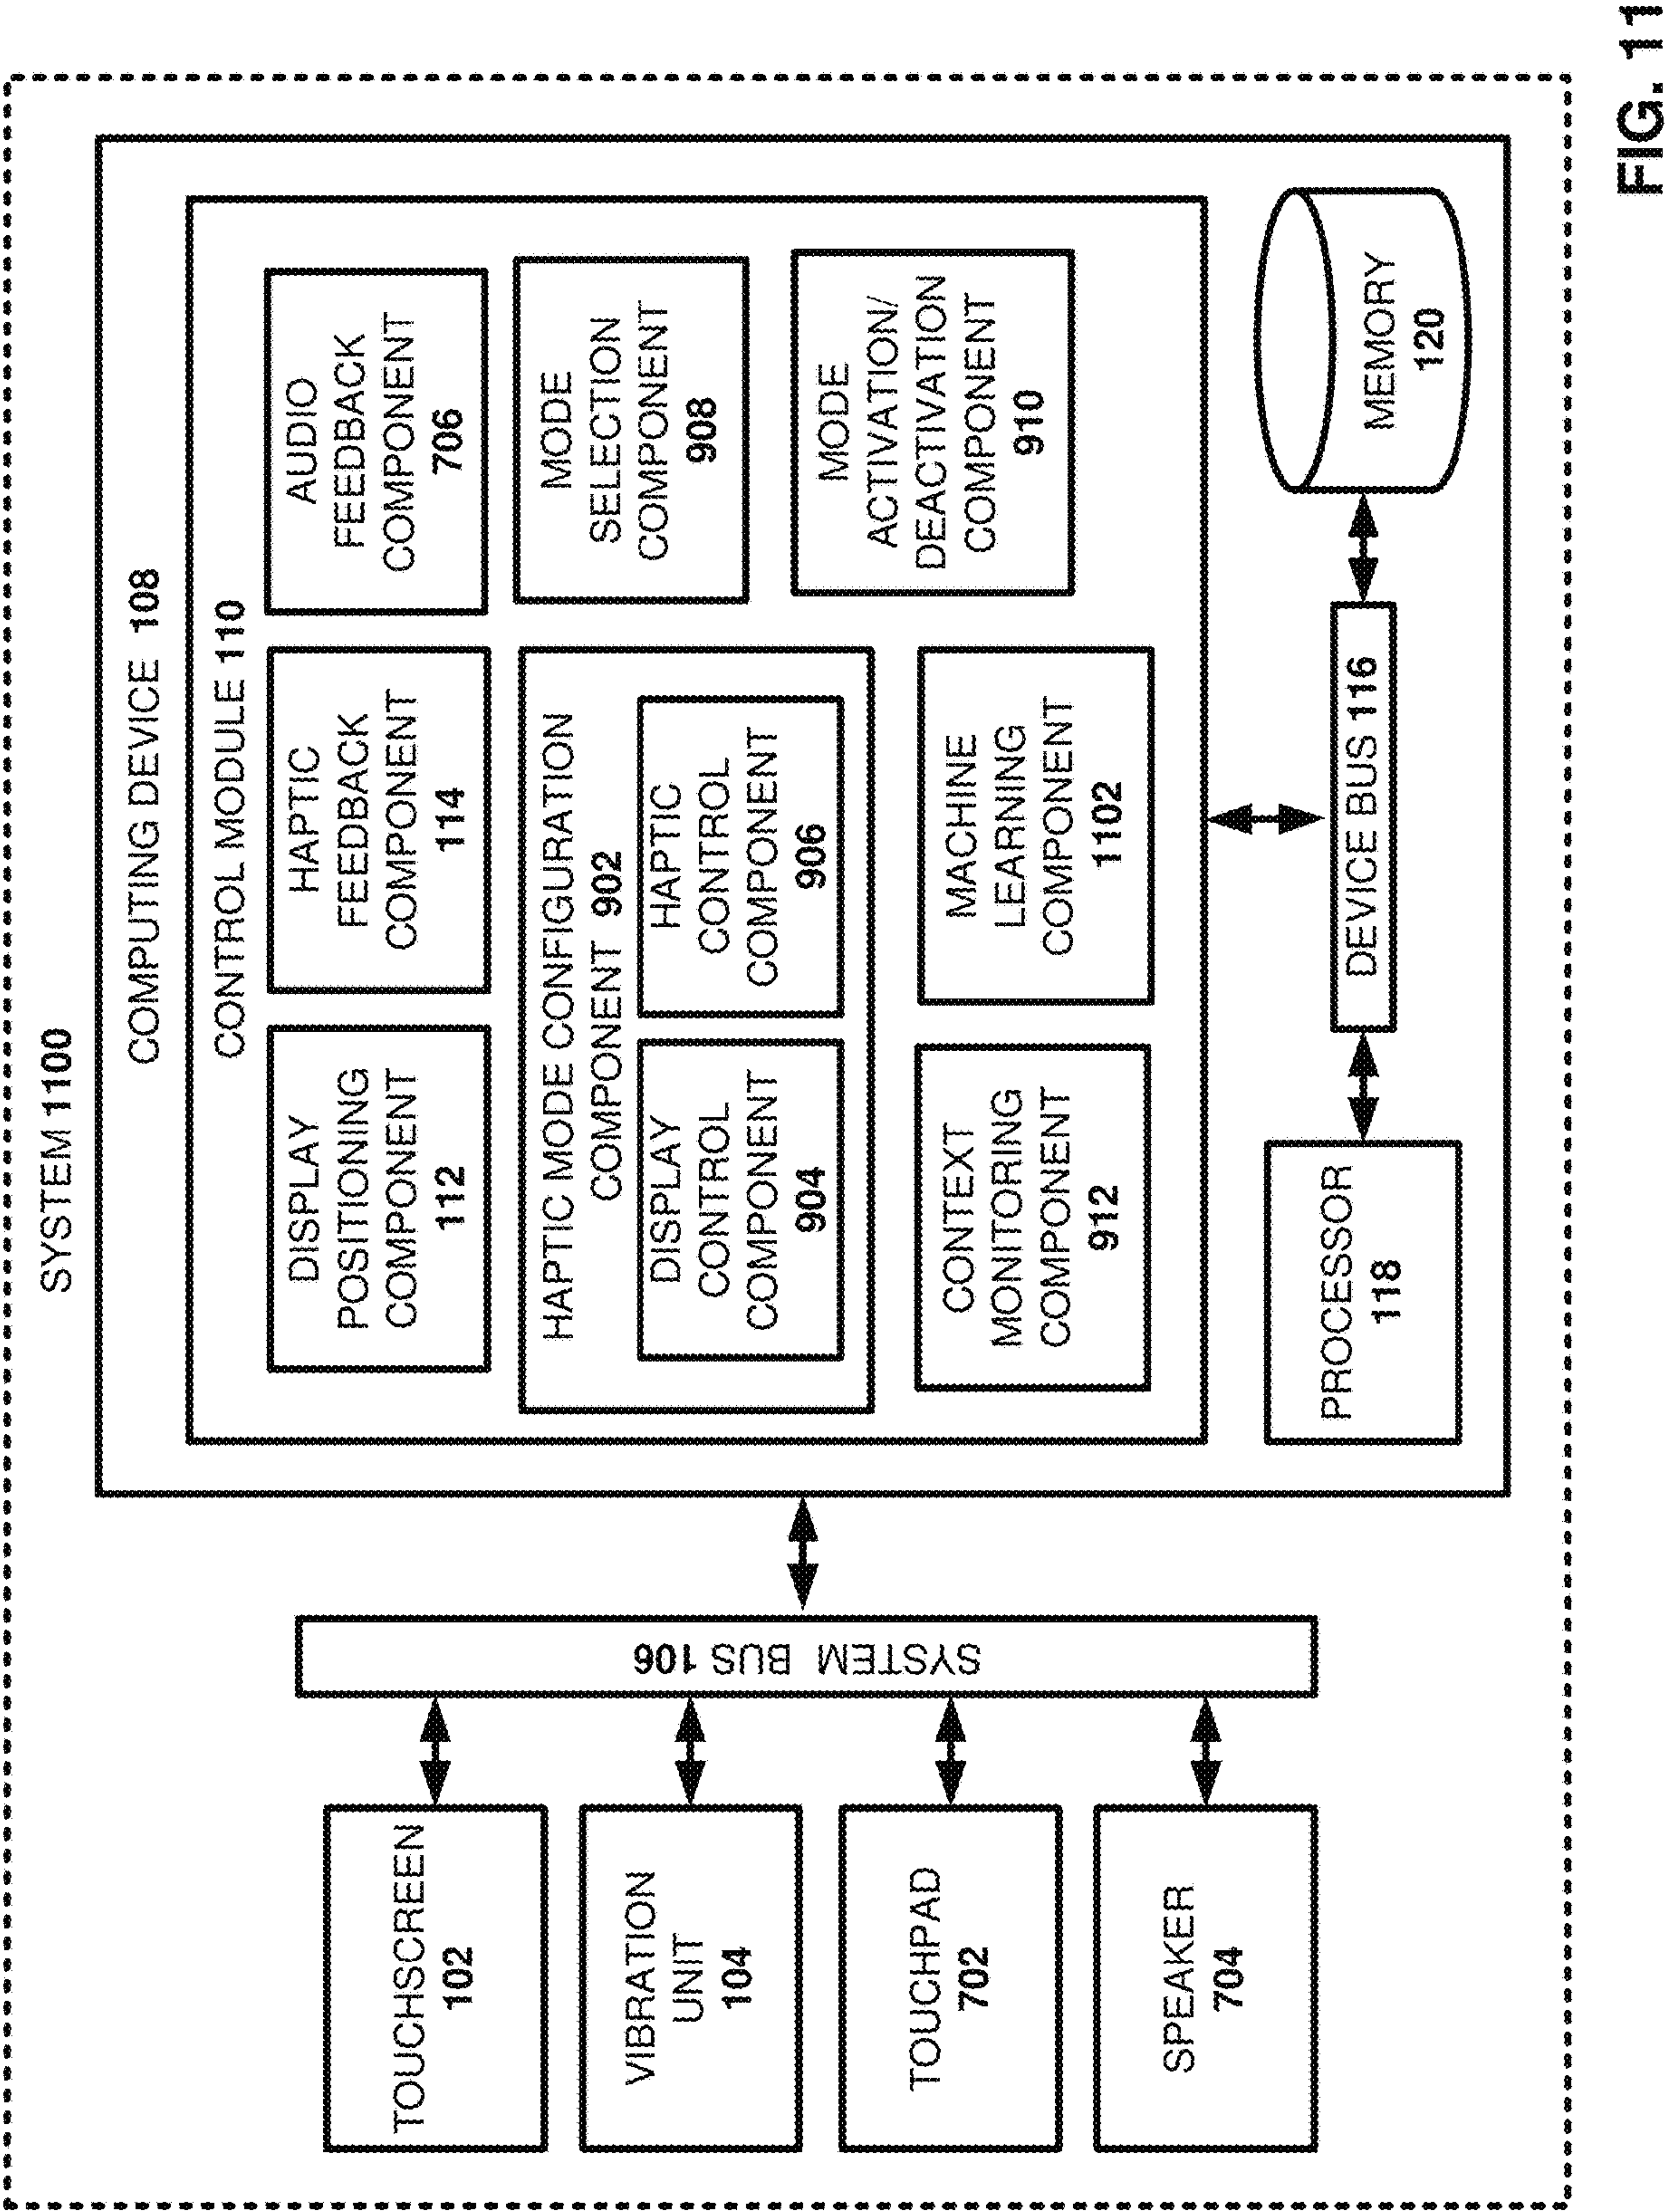 SYSTEM 1100
TOUCHSCREEN
102
VIBRATION
UNIT
104
TOUCHPAD
702
SPEAKER
704
SYSTEM BUS 106
COMPUTING DEVICE 108
CONTROL MODULE 110
DISPLAY
POSITIONING
COMPONENT
112
HAPTIC
FEEDBACK
COMPONENT
114
AUDIO
FEEDBACK
COMPONENT
706
HAPTIC MODE CONFIGURATION
COMPONENT 902
DISPLAY
CONTROL
COMPONENT
904
HAPTIC
CONTROL
COMPONENT
906
MODE
SELECTION
COMPONENT
908
CONTEXT
MONITORING
COMPONENT
912
MACHINE
LEARNING
COMPONENT
1102
MODE
ACTIVATION/
DEACTIVATION
COMPONENT
910
PROCESSOR
118
DEVICE BUS 116
MEMORY
120
FIG. 11